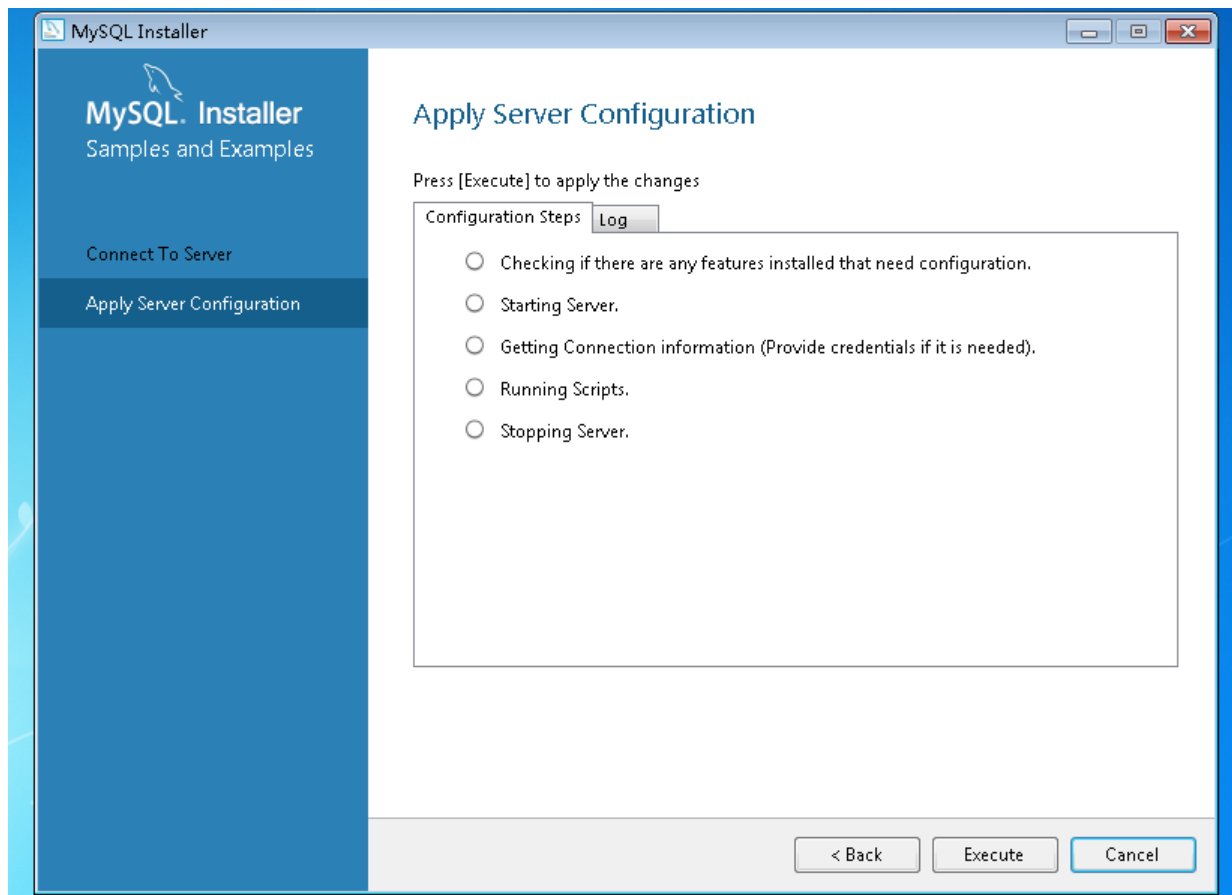 MySQL Installer
MySQL. Installer
Samples and Examples
Connect To Server
Apply Server Configuration
Apply Server Configuration
Press [Execute] to apply the changes
Configuration Steps
Log
Checking if there are any features installed that need configuration.
Starting Server.
Getting Connection information (Provide credentials if it is needed).
Running Scripts.
Stopping Server.
< Back
Execute
Cancel